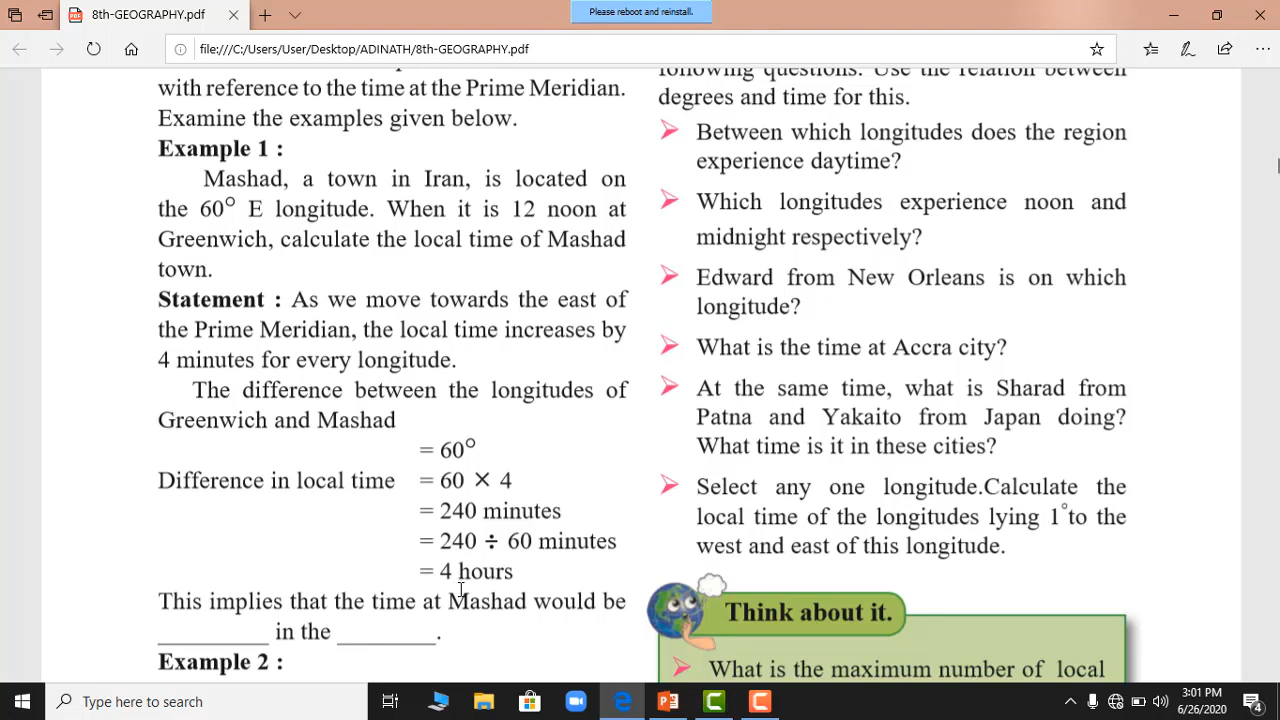 8th-GEOGRAPHY.pdf
Please reboot and reinstall.
file:///C:/Users/User/Desktop/ADINATH/8th-GEOGRAPHY.pdf
with reference to the time at the Prime Meridian.
Examine the examples given below.
Example 1 :
Mashad, a town in Iran, is located on
the 60° E longitude. When it is 12 noon at
Greenwich, calculate the local time of Mashad
town.
Statement : As we move towards the east of
the Prime Meridian, the local time increases by
4 minutes for every longitude.
The difference between the longitudes of
Greenwich and Mashad
= 60°
Difference in local time = 60 × 4
= 240 minutes
= 240 ÷ 60 minutes
= 4 hours
This implies that the time at Mashad would be
_________ in the ________.
Example 2 :
following questions. Use the relation between
degrees and time for this.
Between which longitudes does the region
experience daytime?
Which longitudes experience noon and
midnight respectively?
Edward from New Orleans is on which
longitude?
What is the time at Accra city?
At the same time, what is Sharad from
Patna and Yakaito from Japan doing?
What time is it in these cities?
Select any one longitude.Calculate the
local time of the longitudes lying 1° to the
west and east of this longitude.
Think about it.
What is the maximum number of local
Type here to search
3:01 PM
6/26/2020
4